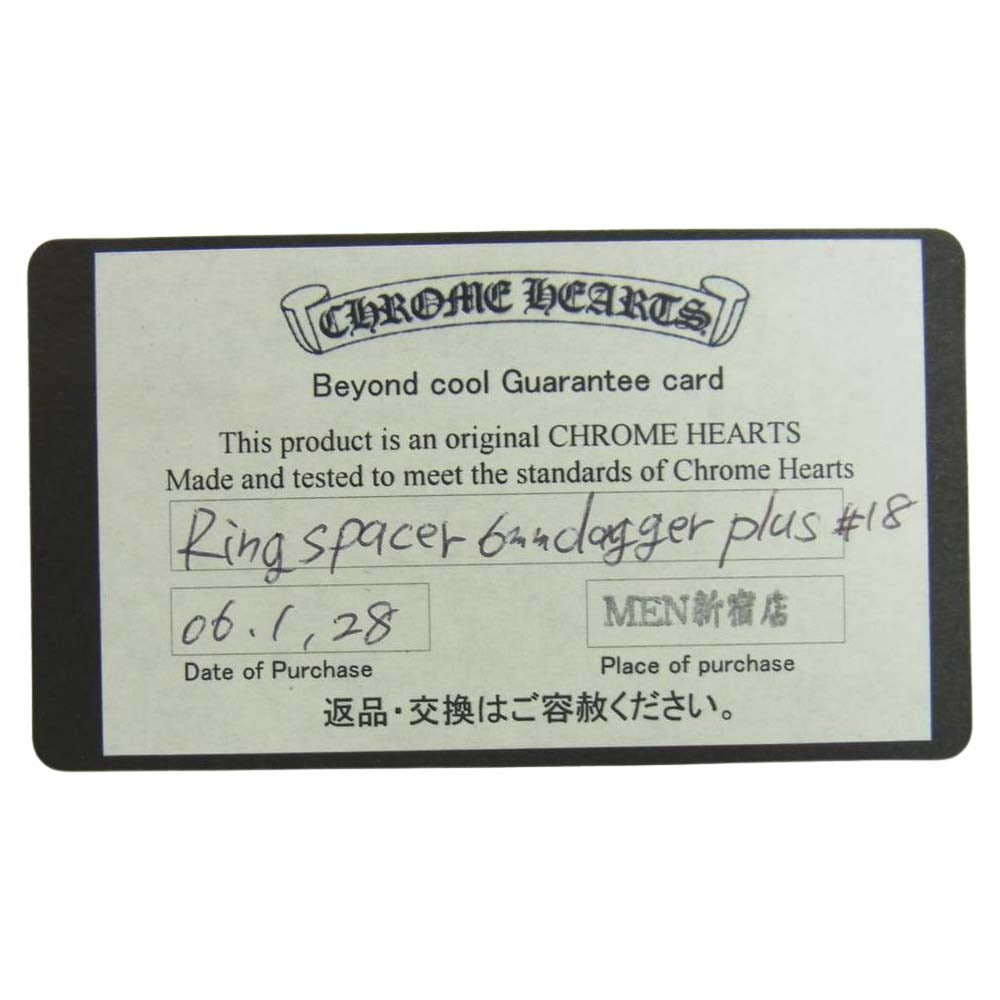 CHROME HEARTS
Beyond cool Guarantee card
This product is an original CHROME HEARTS
Made and tested to meet the standards of Chrome Hearts
Ring spacer 6mm dagger plus #18
06.1,28
MEN新宿店
Date of Purchase
Place of purchase
返品・交換はご容赦ください。